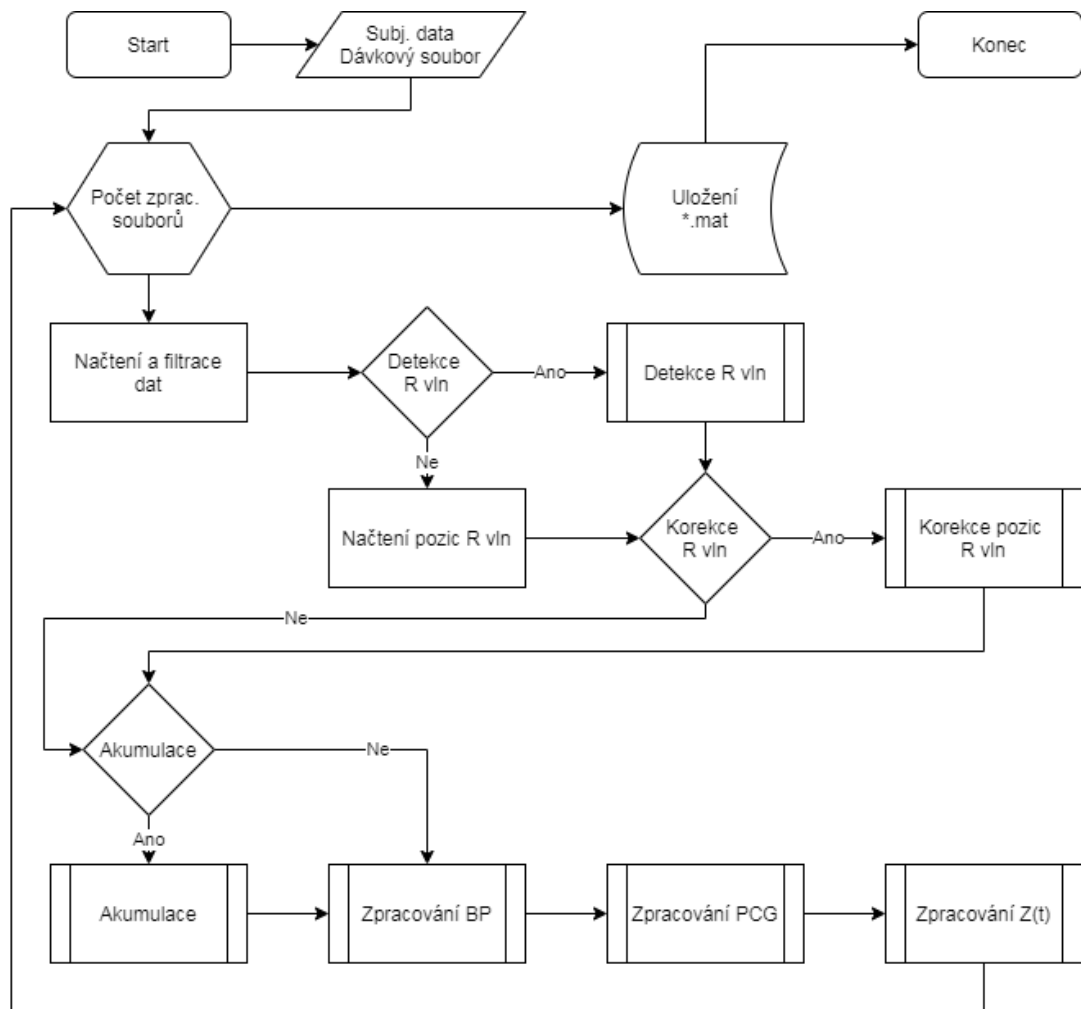 Start
Subj. data
Dávkový soubor
Konec
Počet zprac.
souborů
Uložení
*.mat
Načtení a filtrace
dat
Detekce
R vln
Ano
Detekce R vln
Ne
Načtení pozic R vln
Korekce
R vln
Ano
Korekce pozic
R vln
Ne
Akumulace
Ne
Ano
Akumulace
Zpracování BP
Zpracování PCG
Zpracování Z(t)